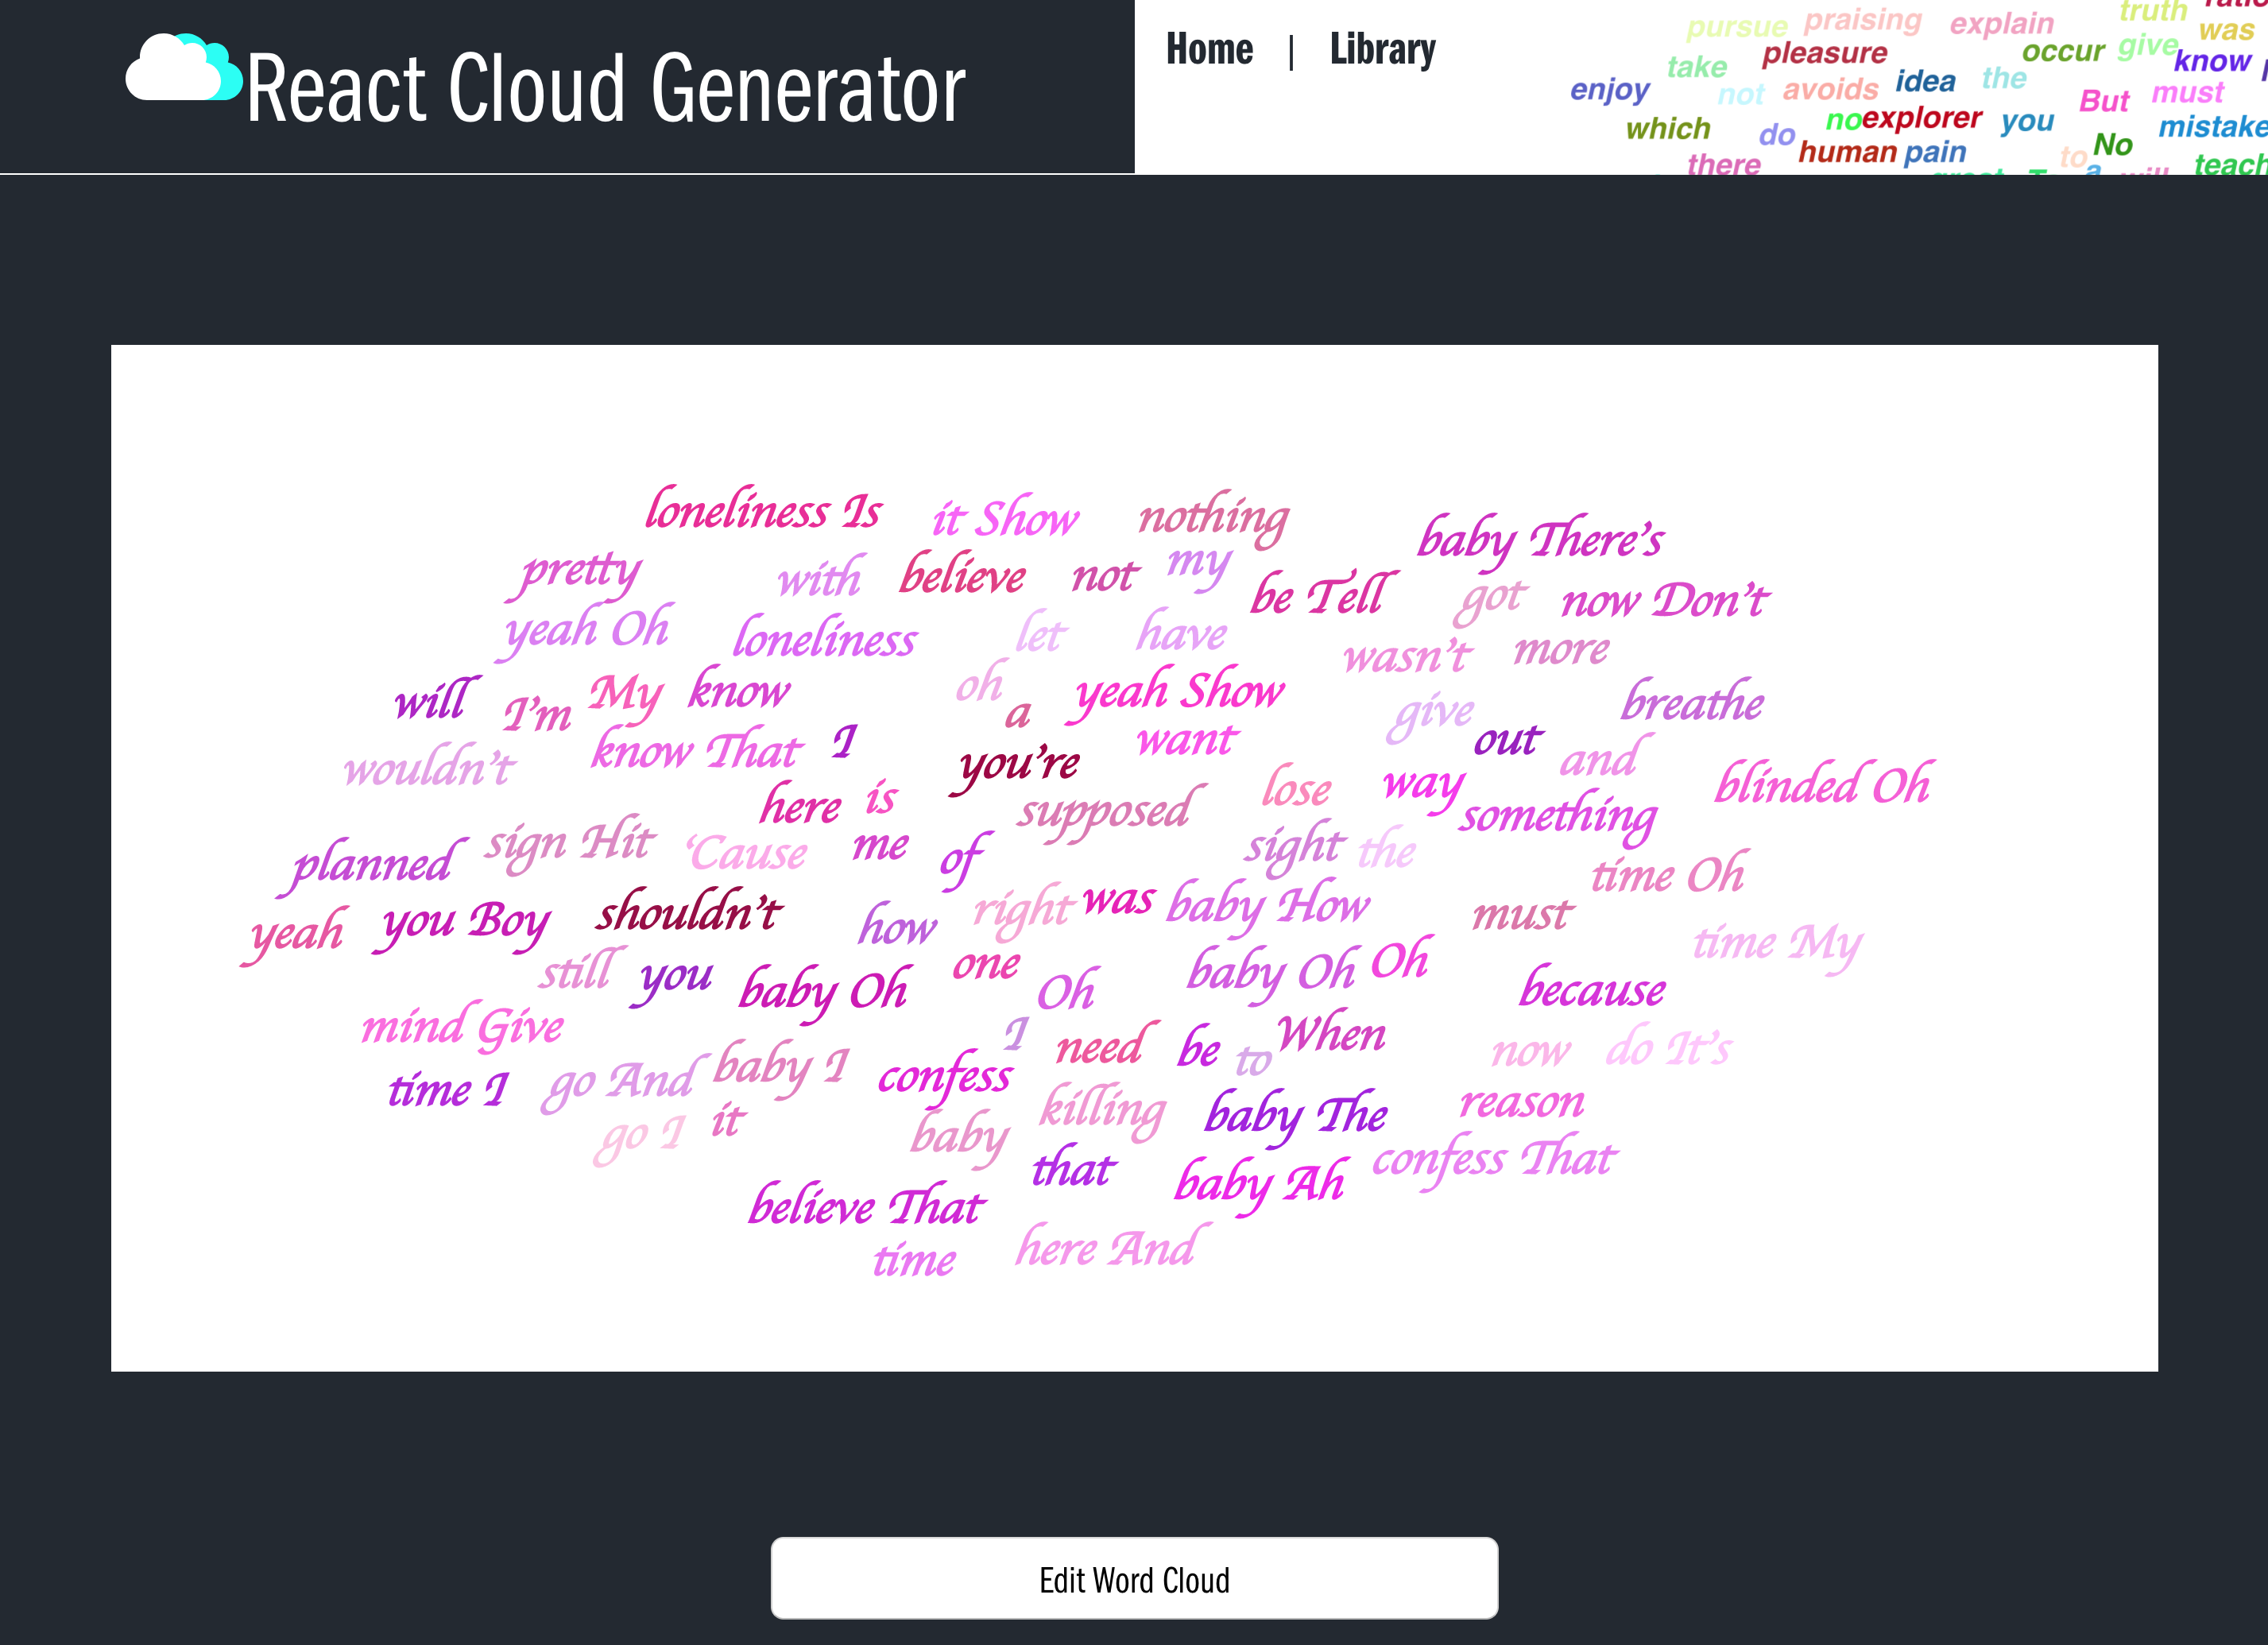 React Cloud Generator
Home | Library
truth
pursue praising explain was
pleasure occur give know
take idea the
enjoy not avoids But must
which do no explorer you mistake
human pain to No
there a teach
loneliness Is it Show nothing
baby There's
pretty with believe not my
be Tell got now Don't
yeah Oh loneliness let have
wasn't more
will I'm My know oh a yeah Show give breathe
wouldn't know That I you're want out and
here is supposed lose way something blinded Oh
planned sign Hit 'Cause me of sight the time Oh
yeah you Boy shouldn't how right was baby How must time My
still you baby Oh one Oh baby Oh Oh because
mind Give I need be to When now do It's
time I go And baby I confess killing baby The reason
go I it baby that baby Ah confess That
believe That
time here And
Edit Word Cloud